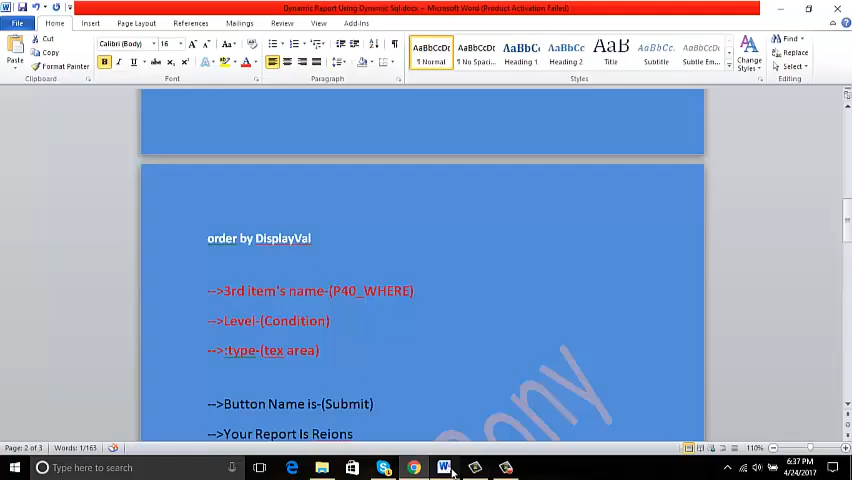 Dynamic Report Using Dynamic Sql.docx - Microsoft Word (Product Activation Failed)
File Home Insert Page Layout References Mailings Review View Add-Ins
Paste
Cut
Copy
Format Painter
Clipboard
Calibri (Body) 16
Font
Paragraph
AaBbCcDc AaBbCcDc AaBbCc AaBbCc AaB AaBbCc. AaBbCcDc
¶ Normal ¶ No Spaci... Heading 1 Heading 2 Title Subtitle Subtle Em...
Styles
Change Styles
Find
Replace
Select
Editing
order by DisplayVal
-->3rd item's name-(P40_WHERE)
-->Level-(Condition)
-->:type-(tex area)
-->Button Name is-(Submit)
-->Your Report Is Reions
Page: 2 of 3 Words: 1/163 110%
Type here to search
6:37 PM
4/24/2017